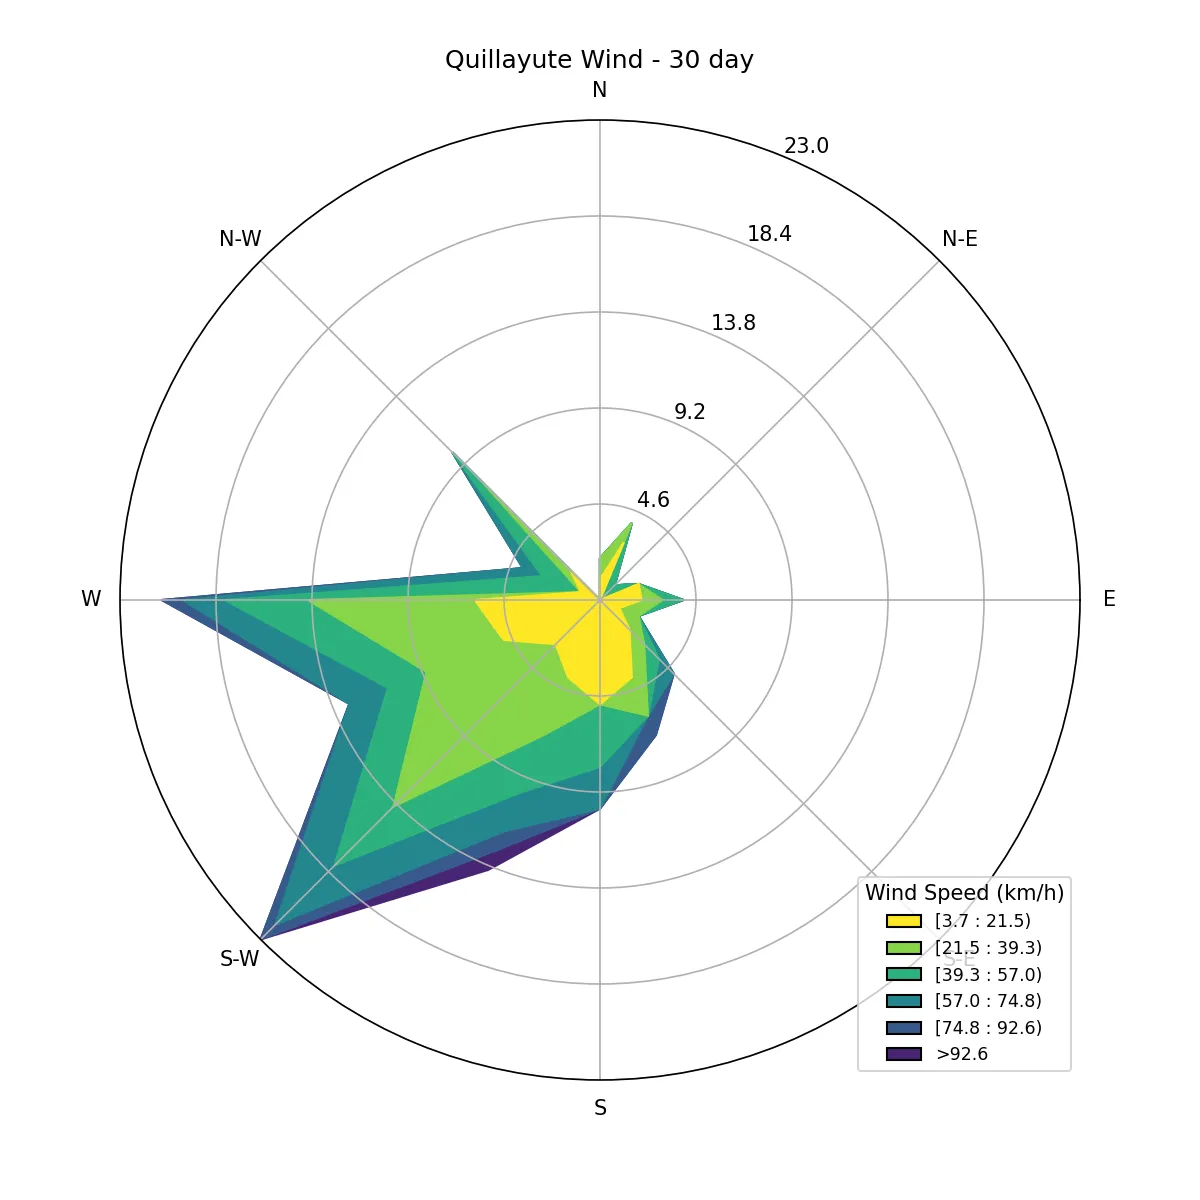 Quillayute Wind - 30 day
N
23.0
N-W
18.4
N-E
13.8
9.2
4.6
W
E
S-W
S-E
Wind Speed (km/h)
[3.7 : 21.5)
[21.5 : 39.3)
[39.3 : 57.0)
[57.0 : 74.8)
[74.8 : 92.6)
>92.6
S